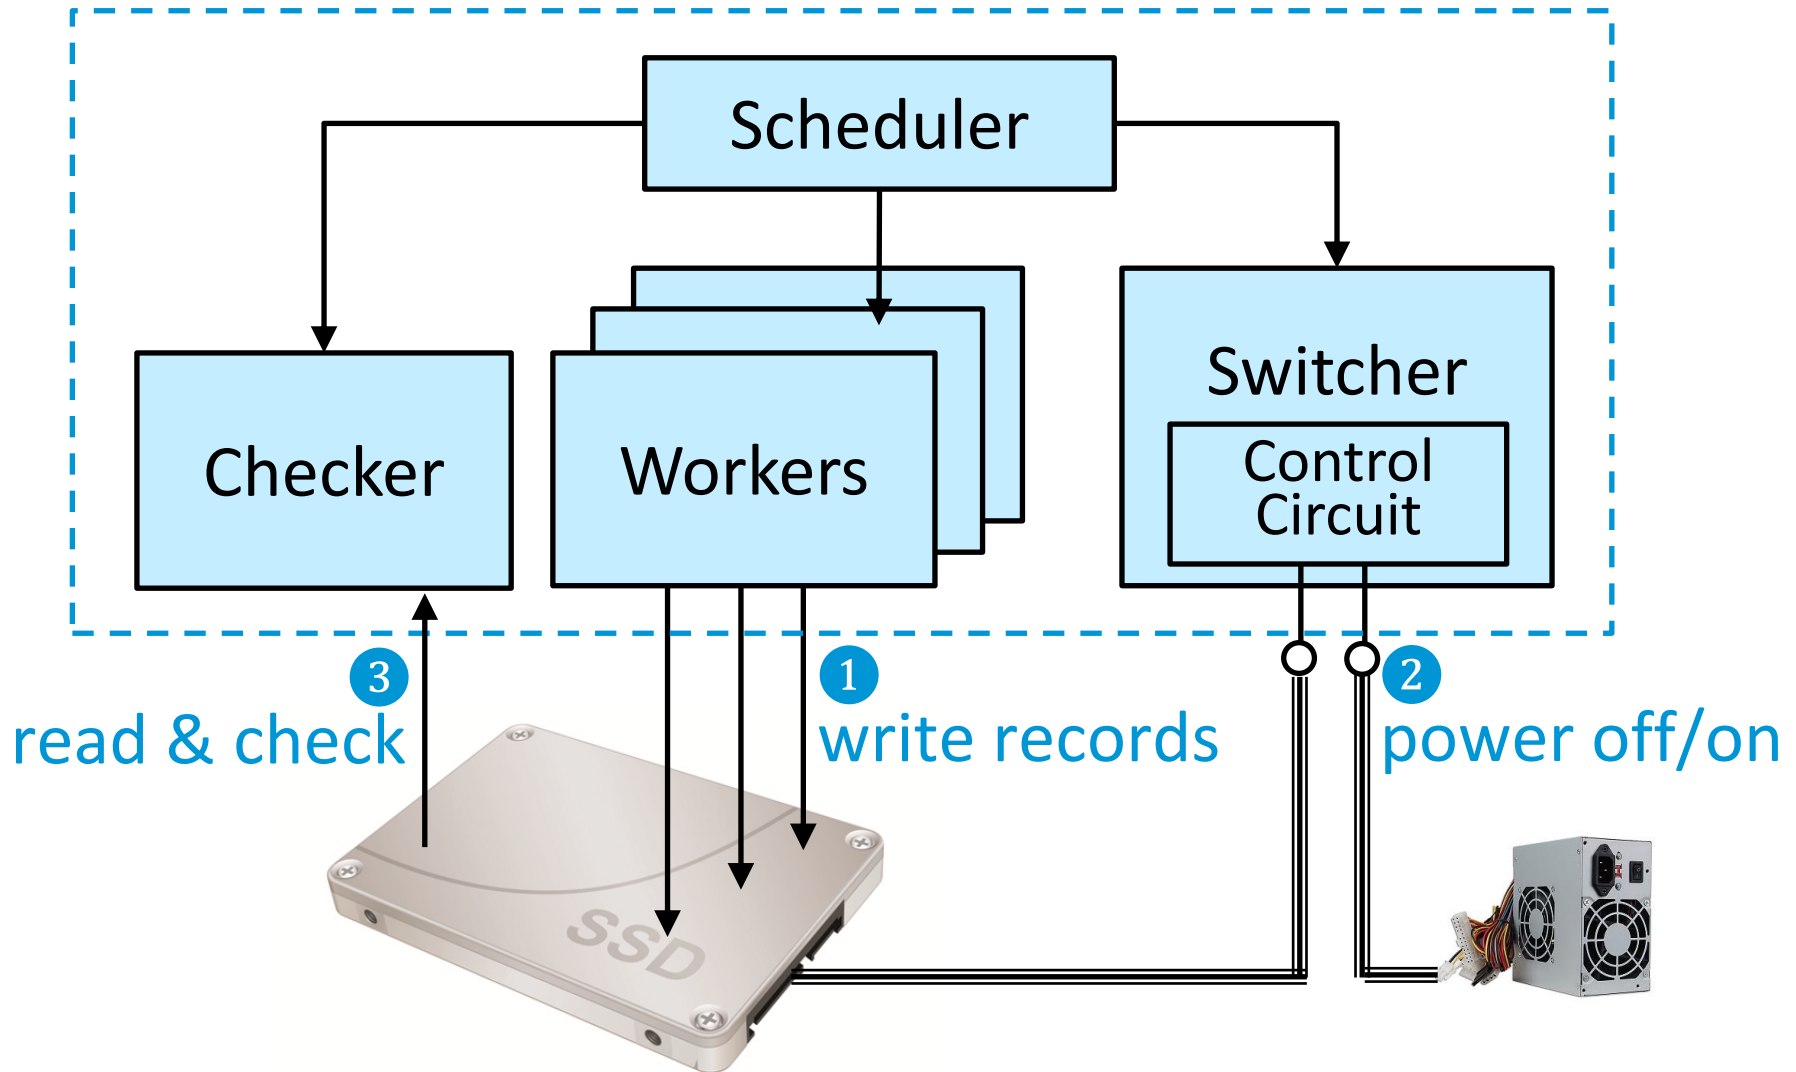 Scheduler
Switcher
Control
Circuit
Checker
Workers
3
1
2
read & check
write records
power off/on
SSD